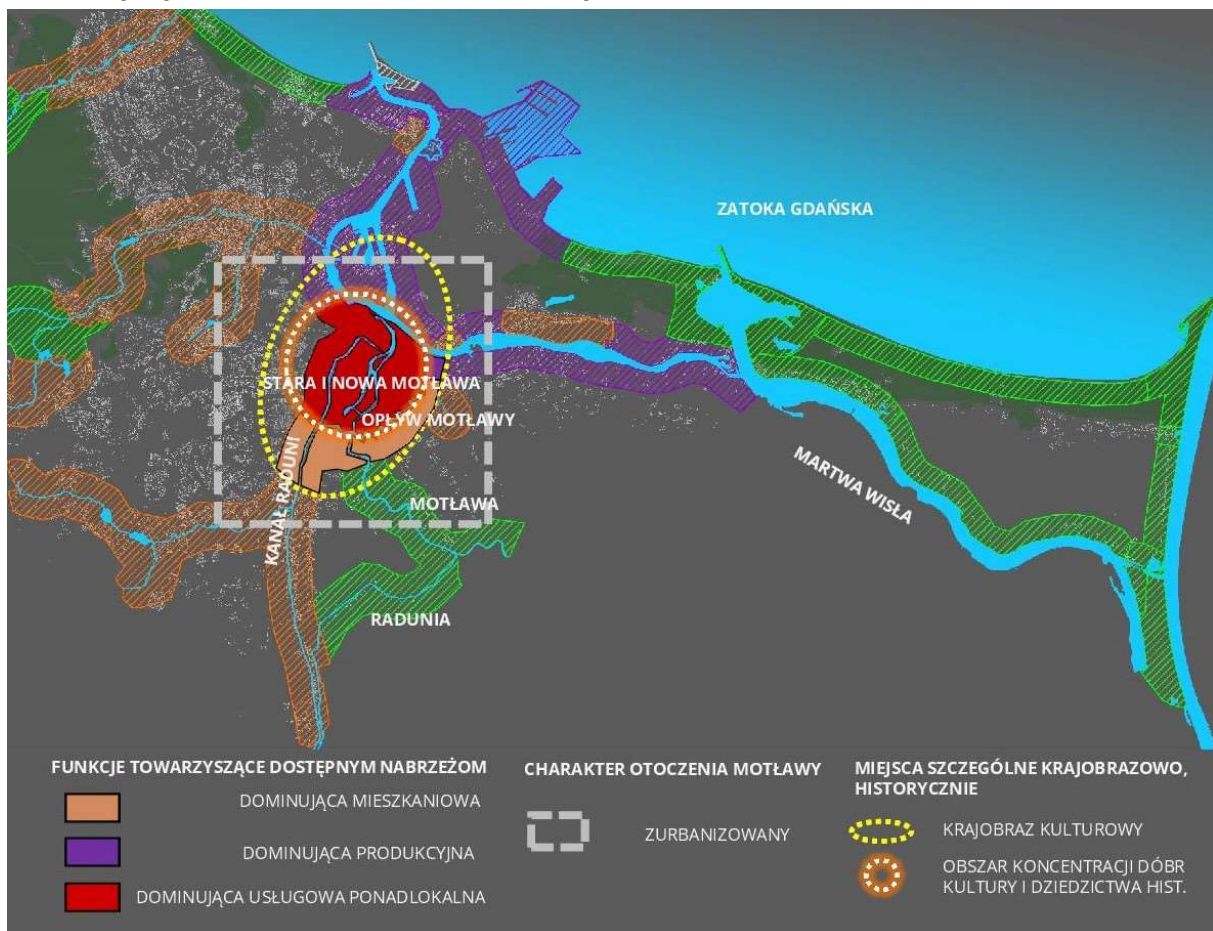 ZATOKA GDAŃSKA
STARA I NOWA MOTŁAWA
OPŁYW MOTŁAWY
MARTWA WISŁA
KANAŁ RADUNI
MOTŁAWA
RADUNIA
FUNKCJE TOWARZYSZĄCE DOSTĘPNYM NABRZEŻOM
DOMINUJĄCA MIESZKANIOWA
DOMINUJĄCA PRODUKCYJNA
DOMINUJĄCA USŁUGOWA PONADLOKALNA
CHARAKTER OTOCZENIA MOTŁAWY
ZURBANIZOWANY
MIEJSCA SZCZEGÓLNE KRAJOBRAZOWO,
HISTORYCZNIE
KRAJOBRAZ KULTUROWY
OBSZAR KONCENTRACJI DÓBR
KULTURY I DZIEDZICTWA HIST.